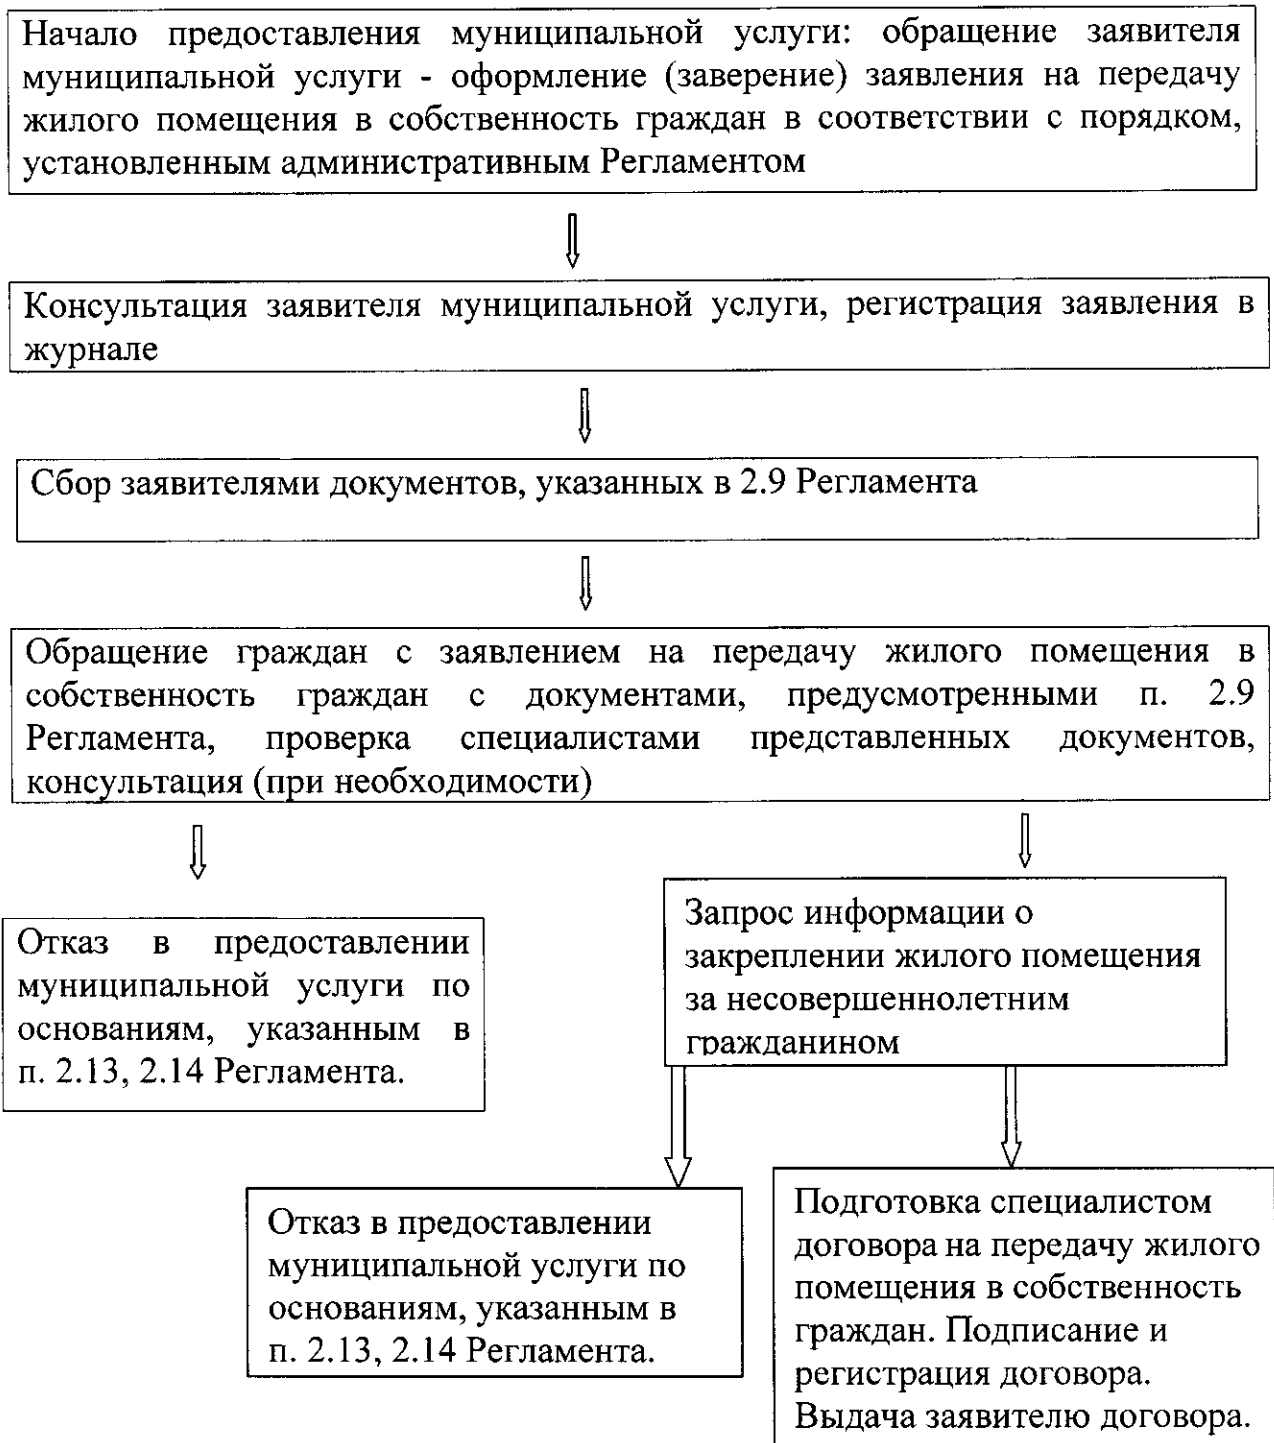 Начало предоставления муниципальной услуги: обращение заявителя
муниципальной услуги - оформление (заверение) заявления на передачу
жилого помещения в собственность граждан в соответствии с порядком,
установленным административным Регламентом
Консультация заявителя муниципальной услуги, регистрация заявления в
журнале
Сбор заявителями документов, указанных в 2.9 Регламента
Обращение граждан с заявлением на передачу жилого помещения в
собственность граждан с документами, предусмотренными п. 2.9
Регламента, проверка специалистами представленных документов,
консультация (при необходимости)
Отказ в предоставлении
муниципальной услуги по
основаниям, указанным в
п. 2.13, 2.14 Регламента.
Запрос информации о
закреплении жилого помещения
за несовершеннолетним
гражданином
Отказ в предоставлении
муниципальной услуги по
основаниям, указанным в
п. 2.13, 2.14 Регламента.
Подготовка специалистом
договора на передачу жилого
помещения в собственность
граждан. Подписание и
регистрация договора.
Выдача заявителю договора.